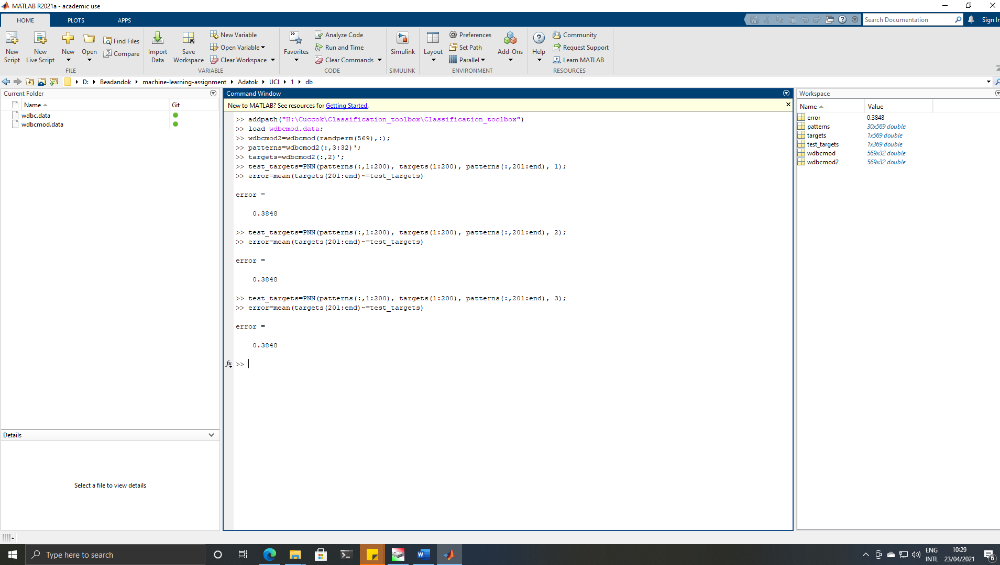 MATLAB R2021a - academic use
HOME PLOTS APPS
Search Documentation
Sign In
New Script
New Live Script
New
Open
Find Files
Compare
FILE
Import Data
Save Workspace
New Variable
Open Variable
Clear Workspace
VARIABLE
Favorites
Analyze Code
Run and Time
Clear Commands
CODE
Simulink
SIMULINK
Layout
Preferences
Set Path
Parallel
Add-Ons
ENVIRONMENT
Help
Community
Request Support
Learn MATLAB
RESOURCES
D: Beadandok machine-learning-assignment Adatok UCI 1 db
Current Folder
Name Git
wdbc.data
wdbcmod.data
Details
Select a file to view details
Command Window
New to MATLAB? See resources for Getting Started.
>> addpath("H:\Cuccok\Classification_toolbox\Classification_toolbox")
>> load wdbcmod.data;
>> wdbcmod2=wdbcmod(randperm(569),:);
>> patterns=wdbcmod2(:,3:32)';
>> targets=wdbcmod2(:,2)';
>> test_targets=PNN(patterns(:,1:200), targets(1:200), patterns(:,201:end), 1);
>> error=mean(targets(201:end)~=test_targets)
error =
0.3848
>> test_targets=PNN(patterns(:,1:200), targets(1:200), patterns(:,201:end), 2);
>> error=mean(targets(201:end)~=test_targets)
error =
0.3848
>> test_targets=PNN(patterns(:,1:200), targets(1:200), patterns(:,201:end), 3);
>> error=mean(targets(201:end)~=test_targets)
error =
0.3848
fx >>
Workspace
Name Value
error 0.3848
patterns 30x569 double
targets 1x569 double
test_targets 1x369 double
wdbcmod 569x32 double
wdbcmod2 569x32 double
Type here to search
ENG
INTL
10:29
23/04/2021
6